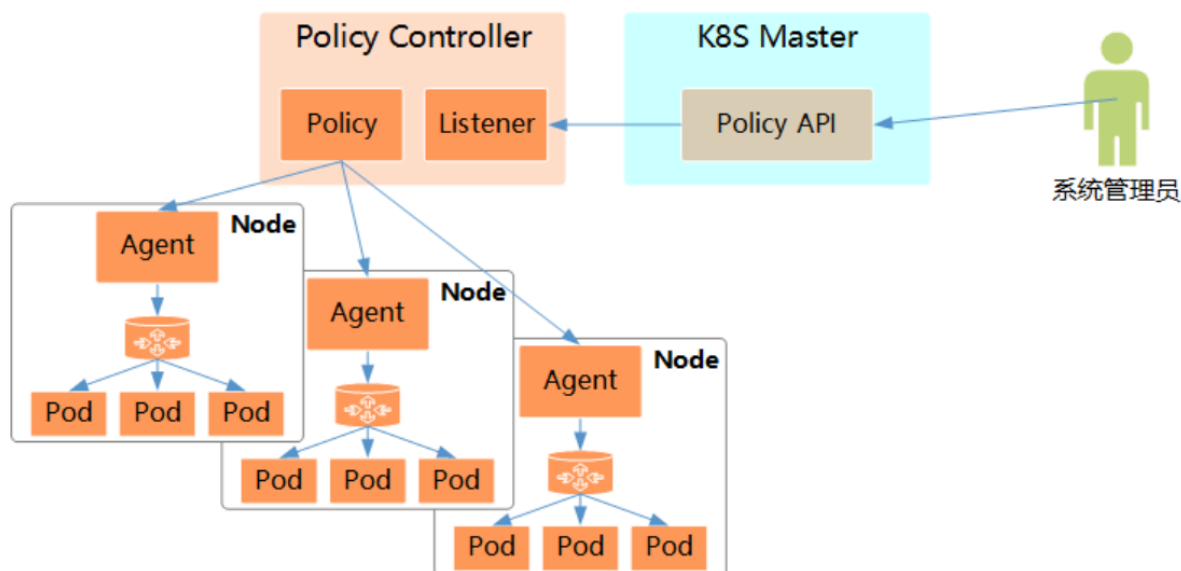 Policy Controller
K8S Master
Policy
Listener
Policy API
系统管理员
Node
Agent
Pod
Pod
Pod
Node
Agent
Pod
Pod
Pod
Node
Agent
Pod
Pod
Pod